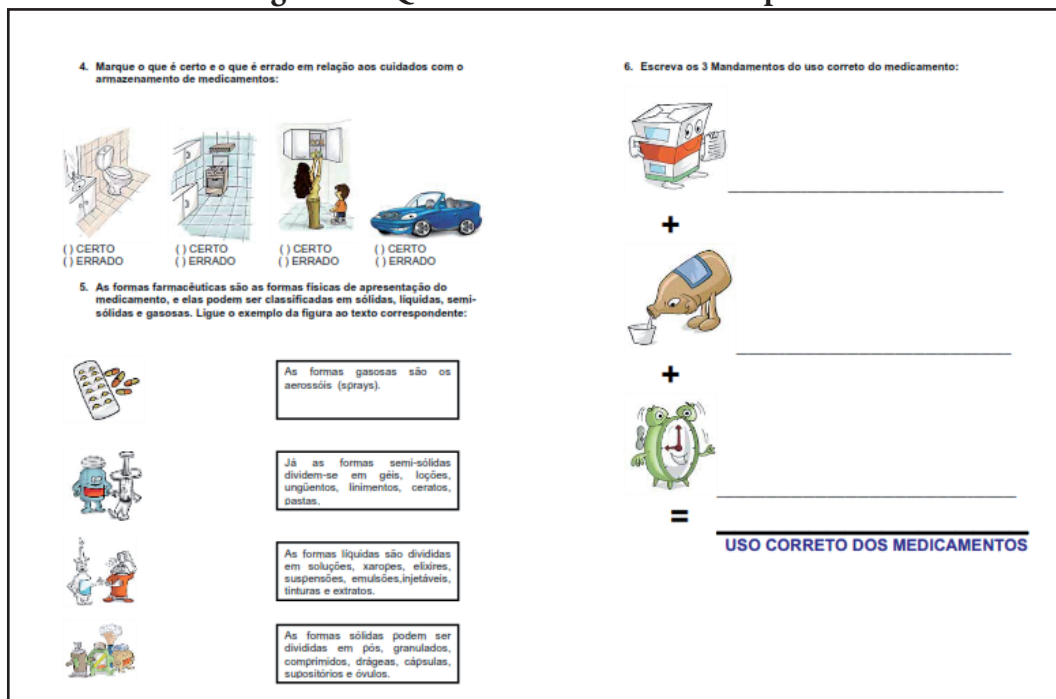 4. Marque o que é certo e o que é errado em relação aos cuidados com o
armazenamento de medicamentos:
( ) CERTO ( ) CERTO ( ) CERTO ( ) CERTO
( ) ERRADO ( ) ERRADO ( ) ERRADO ( ) ERRADO
5. As formas farmacêuticas são as formas físicas de apresentação do
medicamento, e elas podem ser classificadas em sólidas, líquidas, semi-
sólidas e gasosas. Ligue o exemplo da figura ao texto correspondente:
As formas gasosas são os
aerossóis (sprays).
Já as formas semi-sólidas
dividem-se em géis, loções,
ungüentos, linimentos, ceratos,
pastas.
As formas líquidas são divididas
em soluções, xaropes, elixires,
suspensões, emulsões,injetáveis,
tinturas e extratos.
As formas sólidas podem ser
divididas em pós, granulados,
comprimidos, drágeas, cápsulas,
supositórios e óvulos.
6. Escreva os 3 Mandamentos do uso correto do medicamento:
+
+
=
USO CORRETO DOS MEDICAMENTOS